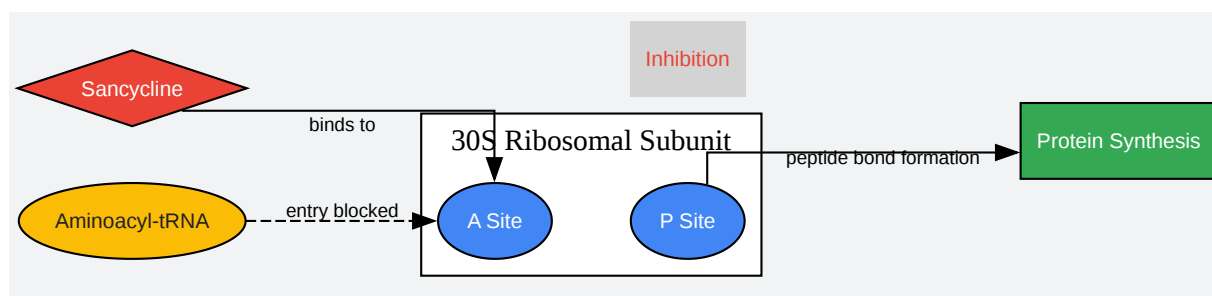 Inhibition
Sancycline
binds to
30S Ribosomal Subunit
Protein Synthesis
peptide bond formation
Aminoacyl-tRNA
entry blocked
A Site
P Site